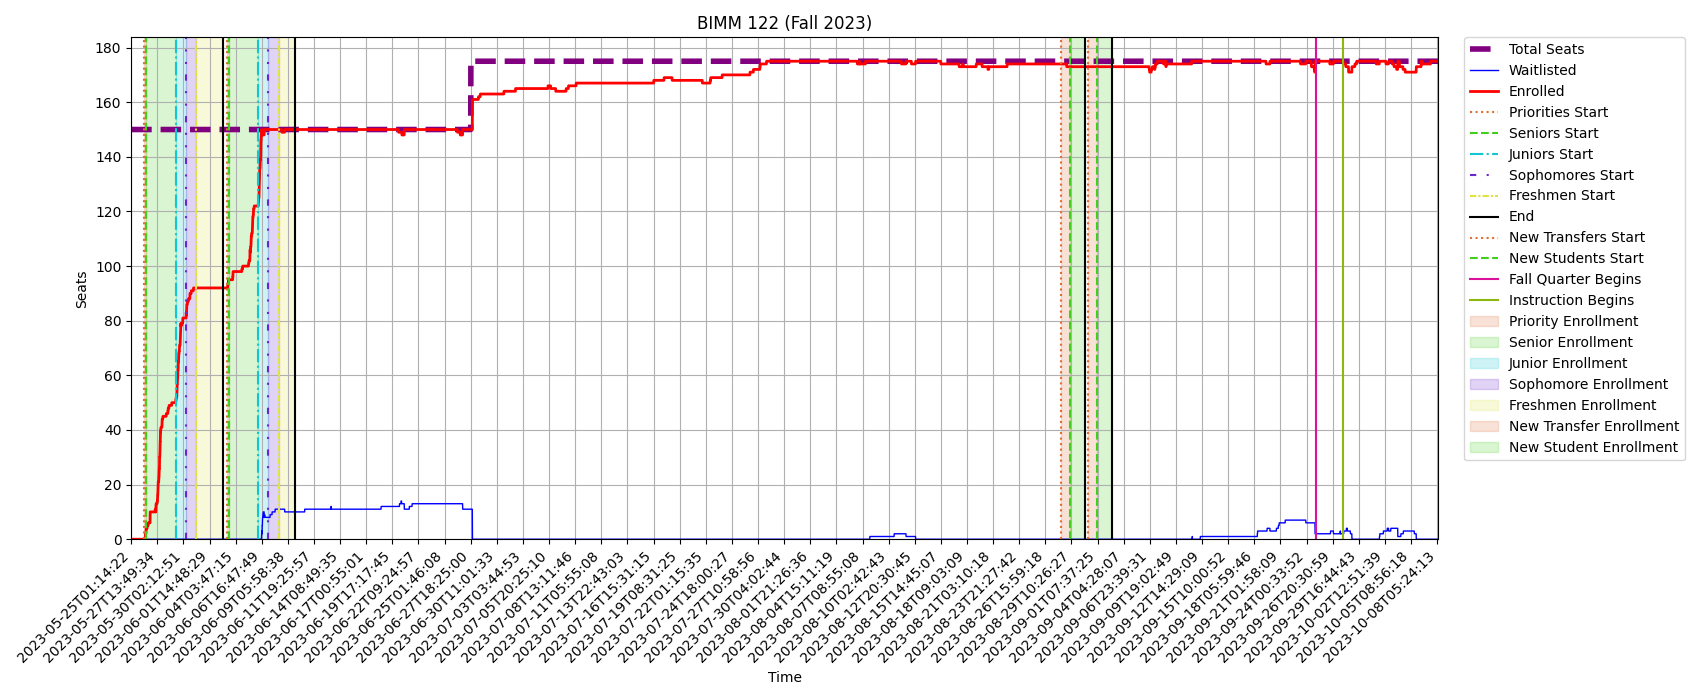 BIMM 122 (Fall 2023)
Seats
180
160
140
120
100
80
60
40
20
0
2023-05-25T01:14:22
2023-05-27T13:49:34
2023-05-30T02:12:51
2023-06-01T14:48:29
2023-06-04T03:47:15
2023-06-06T16:47:49
2023-06-09T05:58:38
2023-06-11T19:25:57
2023-06-14T08:49:35
2023-06-17T00:55:01
2023-06-19T17:17:45
2023-06-22T09:24:57
2023-06-25T01:46:08
2023-06-27T18:25:00
2023-06-30T11:01:33
2023-07-03T03:44:53
2023-07-05T20:25:10
2023-07-08T13:11:46
2023-07-11T05:55:08
2023-07-13T22:43:03
2023-07-16T15:31:15
2023-07-19T08:31:25
2023-07-22T01:15:35
2023-07-24T18:00:27
2023-07-27T10:58:56
2023-07-30T04:02:44
2023-08-01T21:26:36
2023-08-04T15:11:19
2023-08-07T08:55:08
2023-08-10T02:42:43
2023-08-12T20:30:45
2023-08-15T14:45:07
2023-08-18T09:03:09
2023-08-21T03:10:18
2023-08-23T21:27:42
2023-08-26T15:59:18
2023-08-29T10:26:27
2023-09-01T07:37:25
2023-09-04T04:28:07
2023-09-06T23:39:31
2023-09-09T19:02:49
2023-09-12T14:29:09
2023-09-15T10:00:52
2023-09-18T05:59:46
2023-09-21T01:58:09
2023-09-24T00:33:52
2023-09-26T20:30:59
2023-09-29T16:44:43
2023-10-02T12:51:39
2023-10-05T08:56:18
2023-10-08T05:24:13
Time
Total Seats
Waitlisted
Enrolled
Priorities Start
Seniors Start
Juniors Start
Sophomores Start
Freshmen Start
End
New Transfers Start
New Students Start
Fall Quarter Begins
Instruction Begins
Priority Enrollment
Senior Enrollment
Junior Enrollment
Sophomore Enrollment
Freshmen Enrollment
New Transfer Enrollment
New Student Enrollment